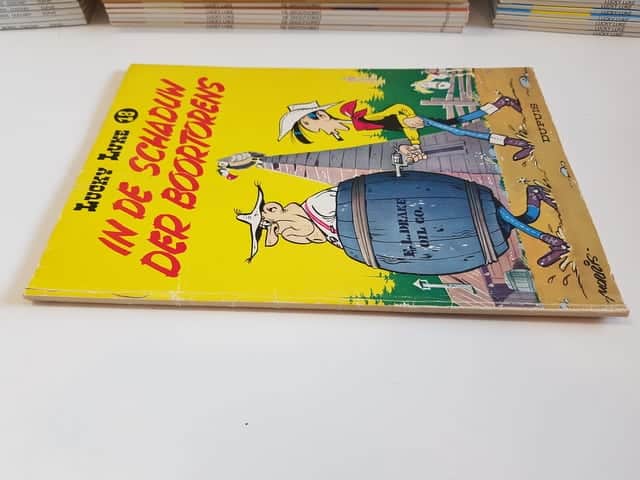 LUCKY LUKE 18
IN DE SCHADUW
DER BOORTORENS
E.L. DRAKE
OIL CO.
DUPUIS
MORRIS